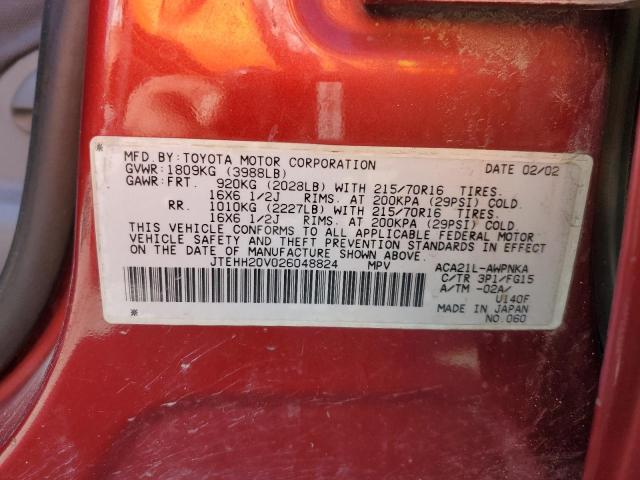 MFD.BY:TOYOTA MOTOR CORPORATION DATE 02/02
GVWR:1809KG (3988LB)
GAWR:FRT. 920KG (2028LB) WITH 215/70R16 TIRES.
16X6 1/2J RIMS. AT 200KPA (29PSI) COLD.
RR. 1010KG (2227LB) WITH 215/70R16 TIRES.
16X6 1/2J RIMS. AT 200KPA (29PSI) COLD.
THIS VEHICLE CONFORMS TO ALL APPLICABLE FEDERAL MOTOR
VEHICLE SAFETY AND THEFT PREVENTION STANDARDS IN EFFECT
ON THE DATE OF MANUFACTURE SHOWN ABOVE.
JTEHH20V026048824 MPV
ACA21L-AWPNKA
C/TR 3P1/FG15
A/TM -02A/
U140F
MADE IN JAPAN
NO.060